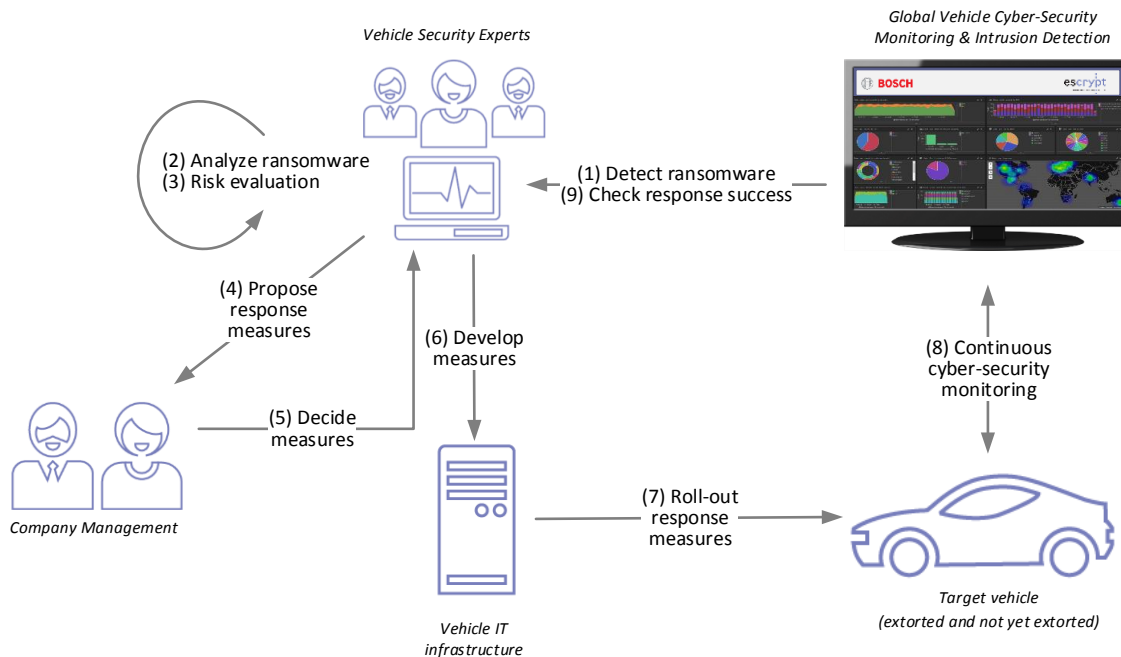 Global Vehicle Cyber-Security
Monitoring & Intrusion Detection
Vehicle Security Experts
BOSCH
escrypt
(2) Analyze ransomware
(3) Risk evaluation
(1) Detect ransomware
(9) Check response success
(4) Propose
response
measures
(6) Develop
measures
(8) Continuous
cyber-security
monitoring
(5) Decide
measures
Company Management
(7) Roll-out
response
measures
Vehicle IT
infrastructure
Target vehicle
(extorted and not yet extorted)